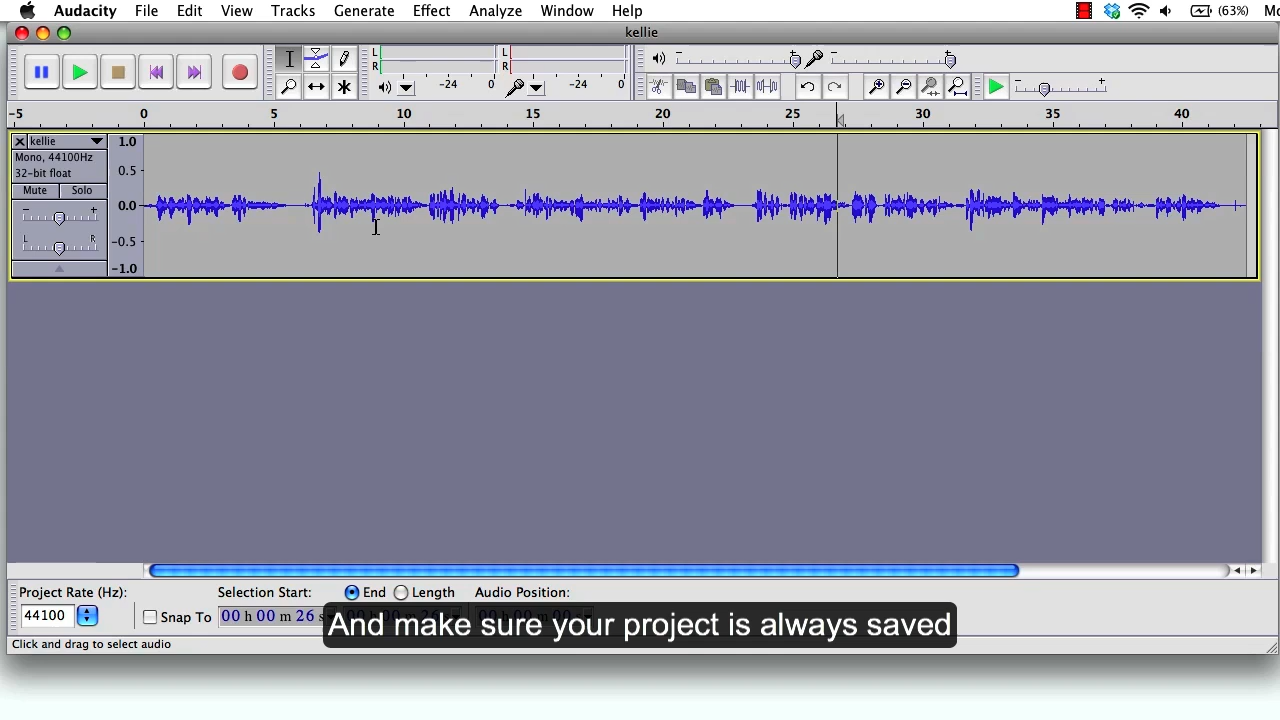 Audacity File Edit View Tracks Generate Effect Analyze Window Help (63%)
kellie
L
R
-24 0
L
R
-24 0
-5 0 5 10 15 20 25 30 35 40
kellie
Mono, 44100Hz
32-bit float
Mute Solo
- +
L R
1.0
0.5
0.0
-0.5
-1.0
Project Rate (Hz):
44100
Snap To
Selection Start:
00 h 00 m 26 s
End Length
Audio Position:
And make sure your project is always saved
Click and drag to select audio